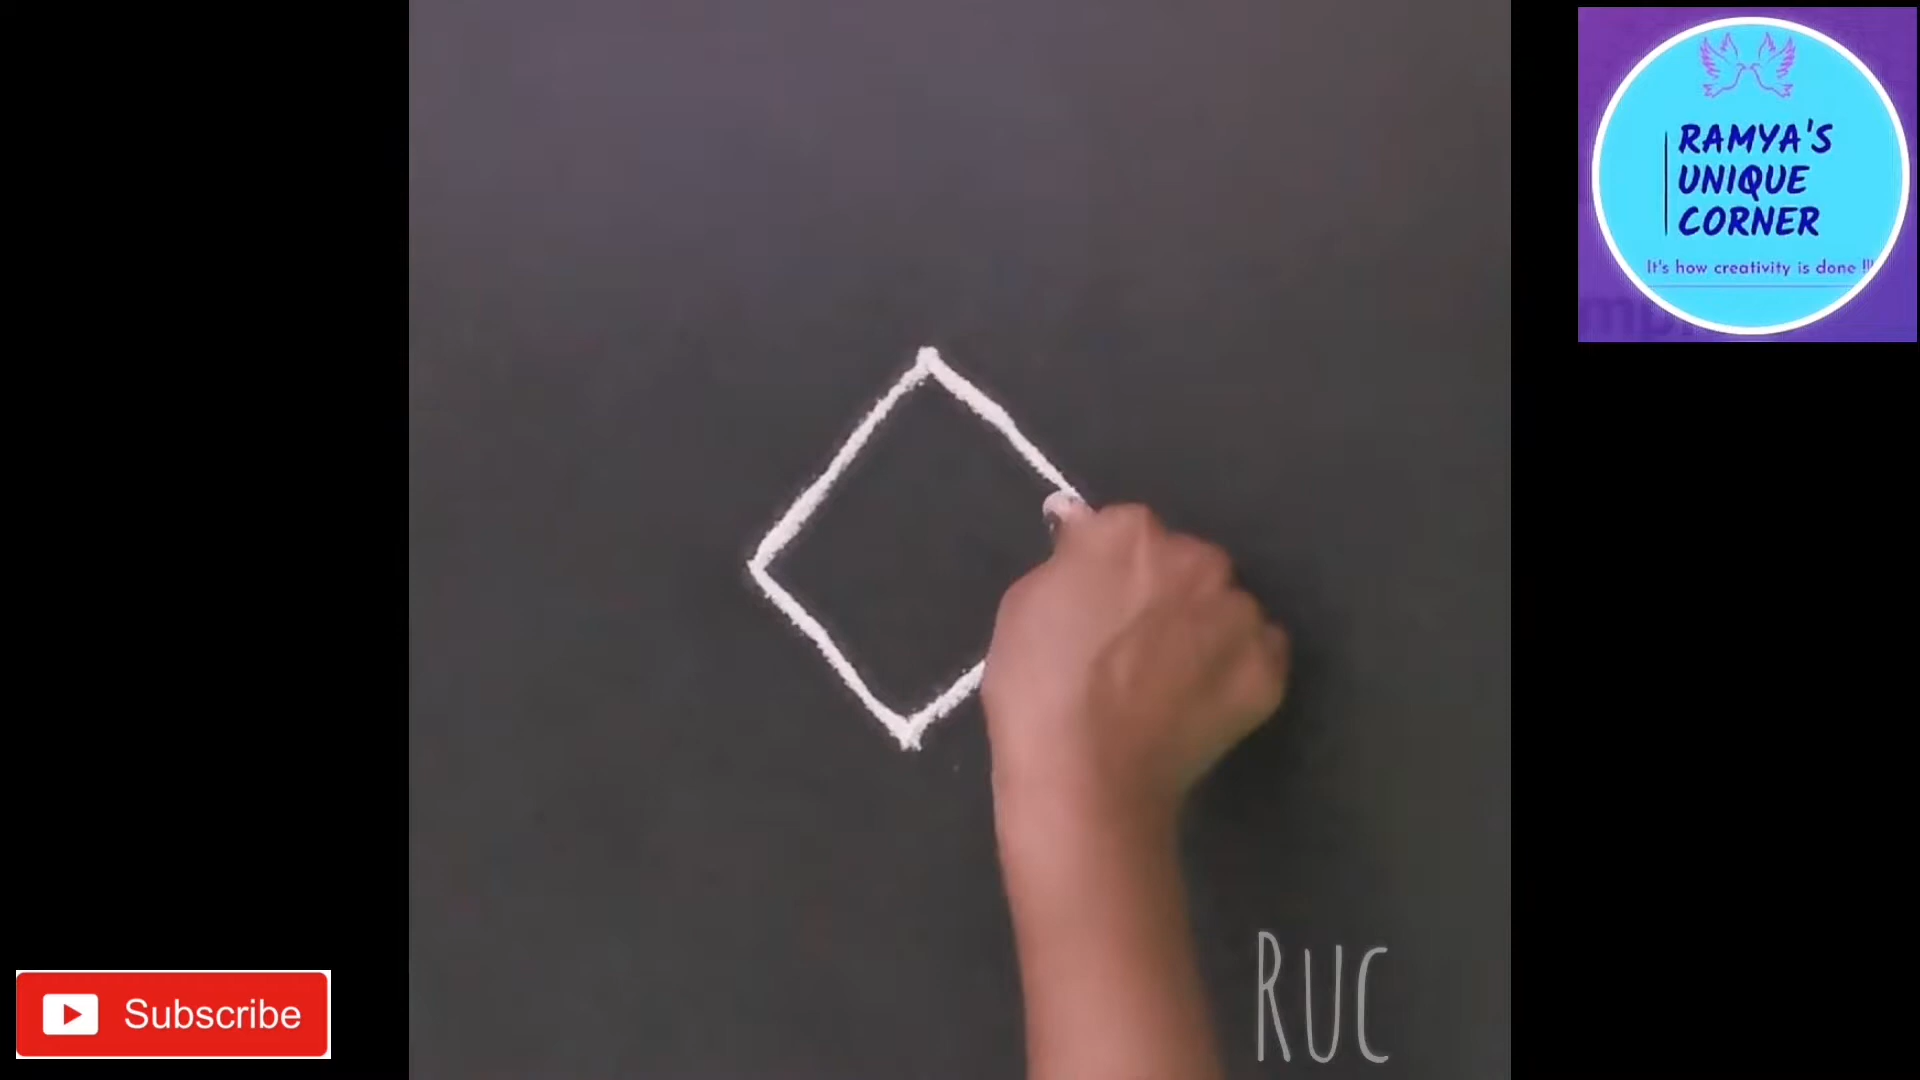 RAMYA'S
UNIQUE
CORNER
It's how creativity is done !!!
Subscribe
RUC